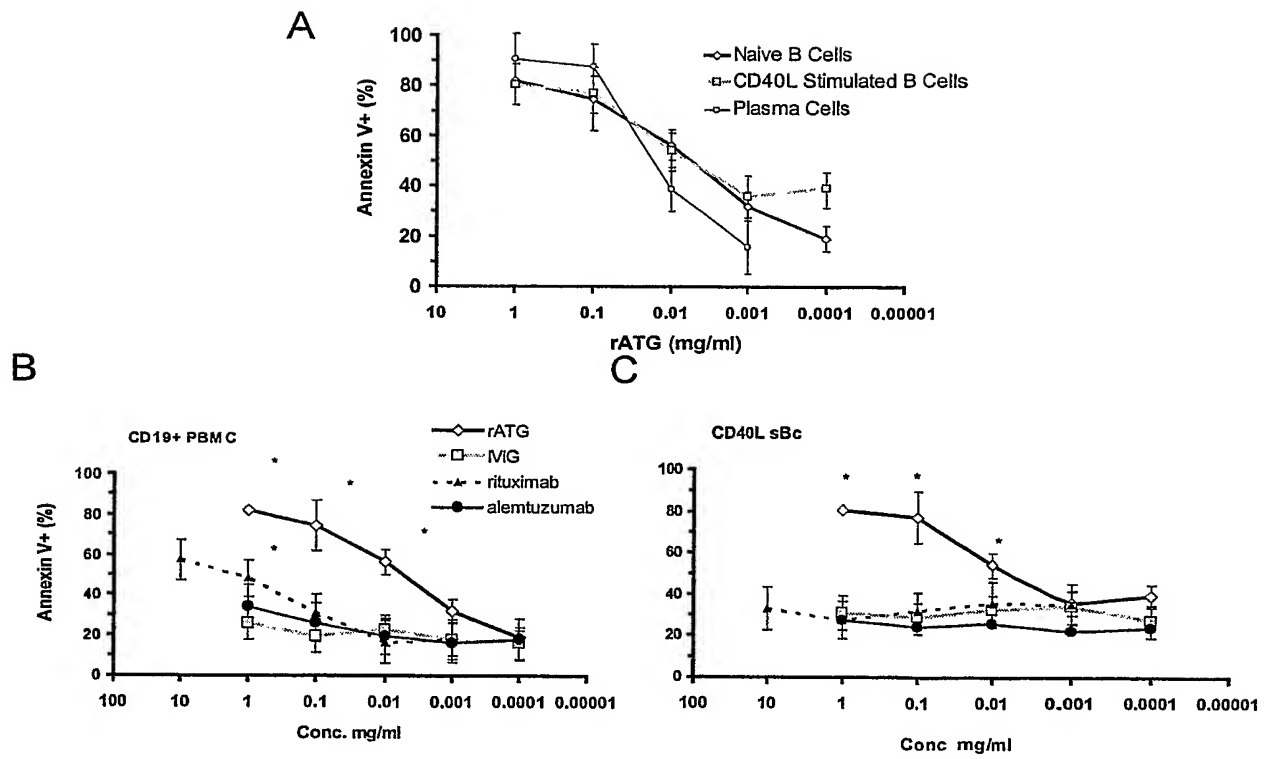 A
100
80
60
40
20
0
Annexin V+ (%)
Naive B Cells
CD40L Stimulated B Cells
Plasma Cells
10 1 0.1 0.01 0.001 0.0001 0.00001
rATG (mg/ml)
B
CD19+ PBMC
rATG
IVIG
rituximab
alemtuzumab
* * * *
100
80
60
40
20
0
Annexin V+ (%)
100 10 1 0.1 0.01 0.001 0.0001 0.00001
Conc. mg/ml
C
CD40L sBc
* * *
100
80
60
40
20
0
100 10 1 0.1 0.01 0.001 0.0001 0.00001
Conc mg/ml